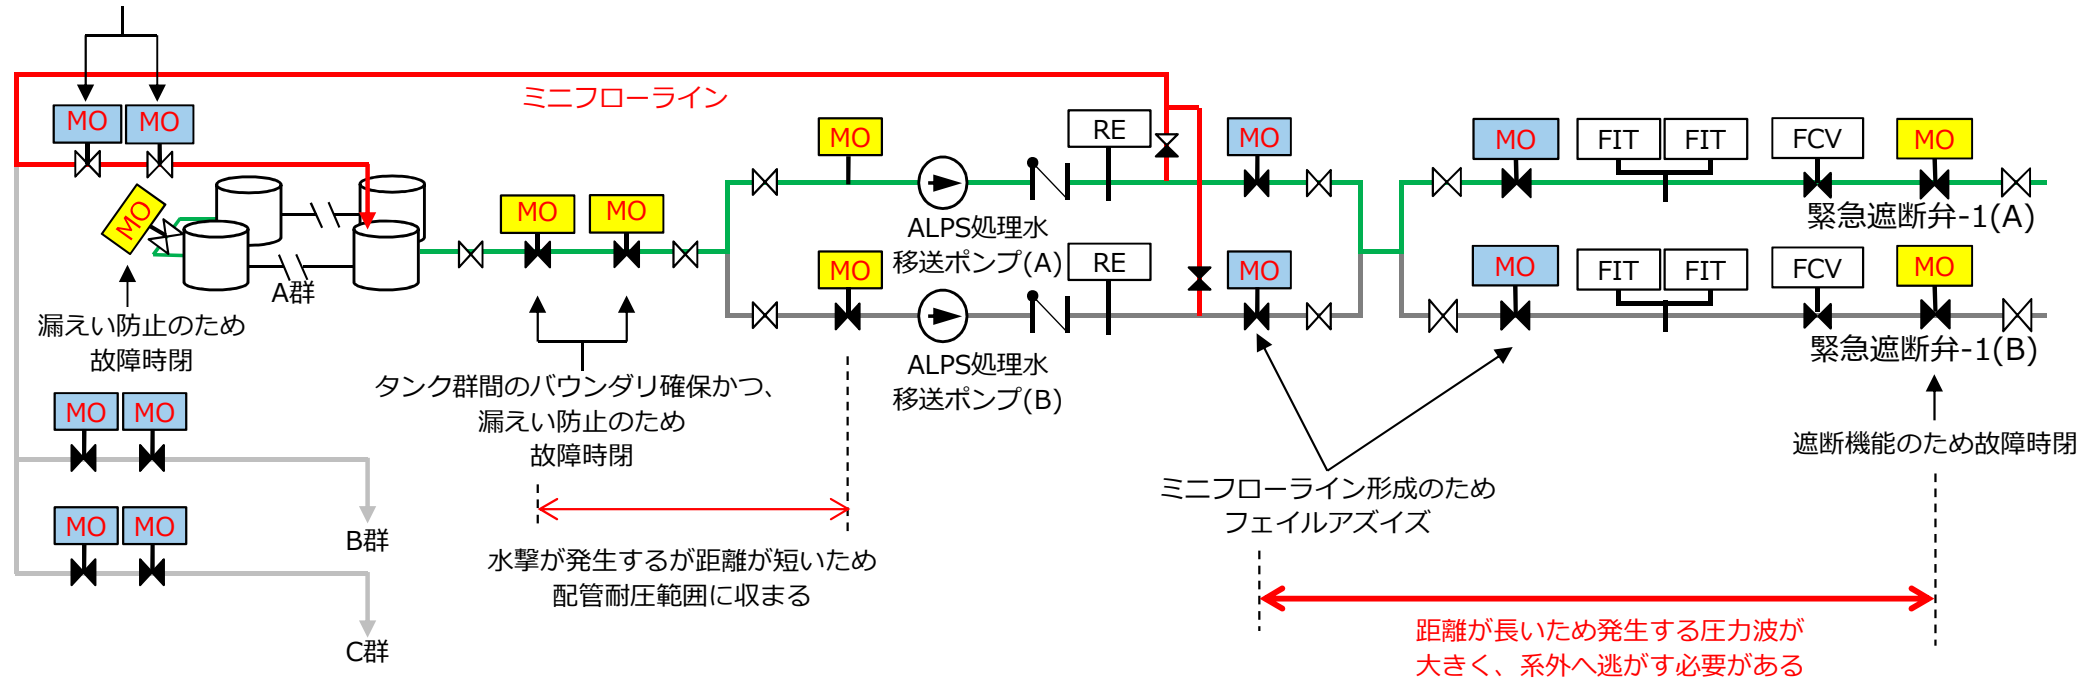 MO
MO
ミニフローライン
MO
RE
MO
MO
FIT
FIT
FCV
MO
MO
MO
MO
ALPS処理水
移送ポンプ(A)
緊急遮断弁-1(A)
A群
MO
RE
MO
MO
FIT
FIT
FCV
MO
漏えい防止のため
故障時閉
ALPS処理水
移送ポンプ(B)
緊急遮断弁-1(B)
タンク群間のバウンダリ確保かつ、
漏えい防止のため
故障時閉
MO
MO
遮断機能のため故障時閉
ミニフローライン形成のため
フェイルアズイズ
MO
MO
B群
水撃が発生するが距離が短いため
配管耐圧範囲に収まる
C群
距離が長いため発生する圧力波が
大きく、系外へ逃がす必要がある